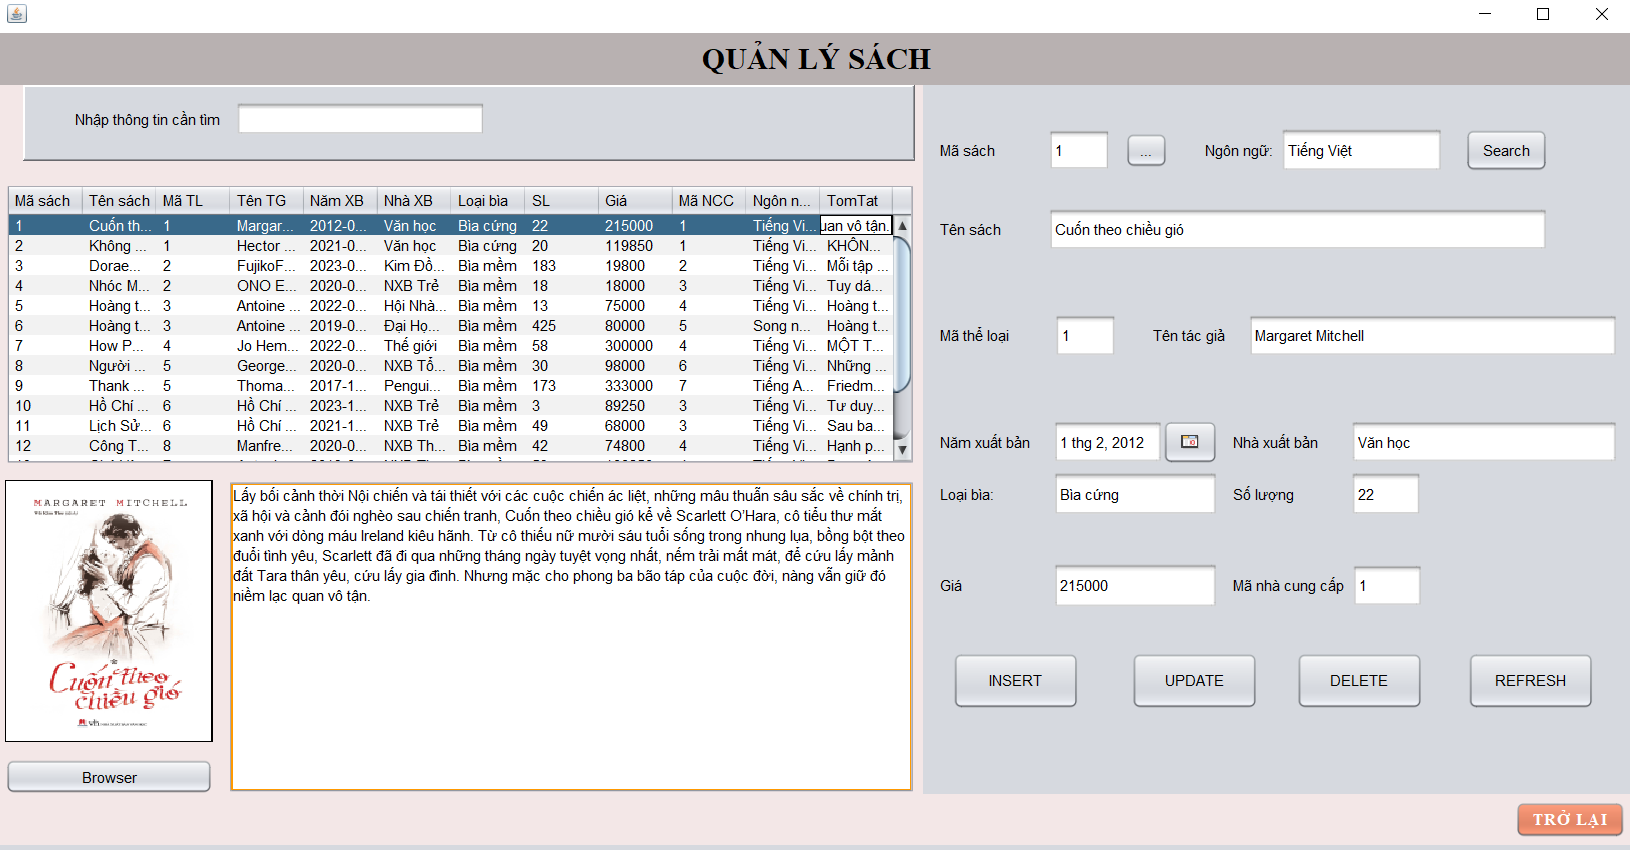 QUẢN LÝ SÁCH
Nhập thông tin cần tìm
Mã sách Tên sách Mã TL Tên TG Năm XB Nhà XB Loại bìa SL Giá Mã NCC Ngôn n... TomTat
1 Cuốn th... 1 Margar... 2012-0... Văn học Bìa cứng 22 215000 1 Tiếng Vi... uan vô tận.
2 Không ... 1 Hector ... 2021-0... Văn học Bìa cứng 20 119850 1 Tiếng Vi... KHÔN...
3 Dorae... 2 FujikoF... 2023-0... Kim Đồ... Bìa mềm 183 19800 2 Tiếng Vi... Mỗi tập ...
4 Nhóc M... 2 ONO E... 2020-0... NXB Trẻ Bìa mềm 18 18000 3 Tiếng Vi... Tuy dá...
5 Hoàng t... 3 Antoine ... 2022-0... Hội Nhà... Bìa mềm 13 75000 4 Tiếng Vi... Hoàng t...
6 Hoàng t... 3 Antoine ... 2019-0... Đại Họ... Bìa mềm 425 80000 5 Song n... Hoàng t...
7 How P... 4 Jo Hem... 2022-0... Thế giới Bìa mềm 58 300000 4 Tiếng Vi... MỘT T...
8 Người ... 5 George... 2020-0... NXB Tổ... Bìa mềm 30 98000 6 Tiếng Vi... Những ...
9 Thank ... 5 Thoma... 2017-1... Pengui... Bìa mềm 173 333000 7 Tiếng A... Friedm...
10 Hồ Chí ... 6 Hồ Chí ... 2023-1... NXB Trẻ Bìa mềm 3 89250 3 Tiếng Vi... Tư duy...
11 Lịch Sử... 6 Hồ Chí ... 2021-1... NXB Trẻ Bìa mềm 49 68000 3 Tiếng Vi... Sau ba...
12 Công T... 8 Manfre... 2020-0... NXB Th... Bìa mềm 42 74800 4 Tiếng Vi... Hạnh p...
MARGARET MITCHELL
Cuốn theo
chiều gió
Browser
Lấy bối cảnh thời Nội chiến và tái thiết với các cuộc chiến ác liệt, những mâu thuẫn sâu sắc về chính trị,
xã hội và cảnh đói nghèo sau chiến tranh, Cuốn theo chiều gió kể về Scarlett O’Hara, cô tiểu thư mắt
xanh với dòng máu Ireland kiêu hãnh. Từ cô thiếu nữ mười sáu tuổi sống trong nhung lụa, bồng bột theo
đuổi tình yêu, Scarlett đã đi qua những tháng ngày tuyệt vọng nhất, nếm trải mất mát, để cứu lấy mảnh
đất Tara thân yêu, cứu lấy gia đình. Nhưng mặc cho phong ba bão táp của cuộc đời, nàng vẫn giữ đó
niềm lạc quan vô tận.
Mã sách 1 ... Ngôn ngữ: Tiếng Việt Search
Tên sách Cuốn theo chiều gió
Mã thể loại 1 Tên tác giả Margaret Mitchell
Năm xuất bản 1 thg 2, 2012 Nhà xuất bản Văn học
Loại bìa: Bìa cứng Số lượng 22
Giá 215000 Mã nhà cung cấp 1
INSERT UPDATE DELETE REFRESH
TRỞ LẠI